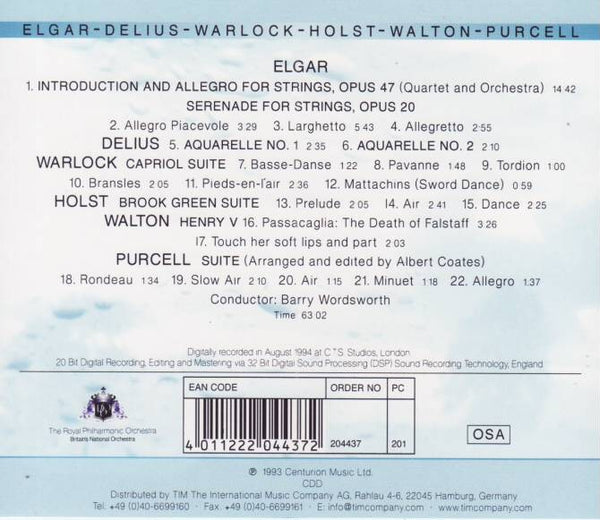 ELGAR-DELIUS-WARLOCK-HOLST-WALTON-PURCELL
ELGAR
1. INTRODUCTION AND ALLEGRO FOR STRINGS, OPUS 47 (Quartet and Orchestra) 14 42
SERENADE FOR STRINGS, OPUS 20
2. Allegro Piacevole 3 29 3. Larghetto 5 43 4. Allegretto 2:55
DELIUS 5. AQUARELLE NO. 1 2 35 6. AQUARELLE NO. 2 2 10
WARLOCK CAPRIOL SUITE 7. Basse-Danse 1 22 8. Pavanne 1 48 9. Tordion 1 00
10. Bransles 2 05 11. Pieds-en-l'air 2 36 12. Mattachins (Sword Dance) 0 59
HOLST BROOK GREEN SUITE 13. Prelude 2 05 14. Air 2 41 15. Dance 2 25
WALTON HENRY V 16. Passacaglia: The Death of Falstaff 3 26
17. Touch her soft lips and part 2 03
PURCELL SUITE (Arranged and edited by Albert Coates)
18. Rondeau 1 34 19. Slow Air 2 10 20. Air 1 15 21. Minuet 1 18 22. Allegro 1:37
Conductor: Barry Wordsworth
Time 63 02
Digitally recorded in August 1994 at C.T.S. Studios, London
20 Bit Digital Recording, Editing and Mastering via 32 Bit Digital Sound Processing (DSP) Sound Recording Technology, England
EAN CODE ORDER NO PC
4 011222 044372 204437 201
OSA
RPO
The Royal Philharmonic Orchestra
Britain's National Orchestra
℗ 1993 Centurion Music Ltd.
CDD
Distributed by TIM The International Music Company AG, Rahlau 4-6, 22045 Hamburg, Germany
Tel. +49 (0)40-6699160 - Fax +49 (0)40-66991661 - E-Mail: info@timcompany.com - http://www.timcompany.com